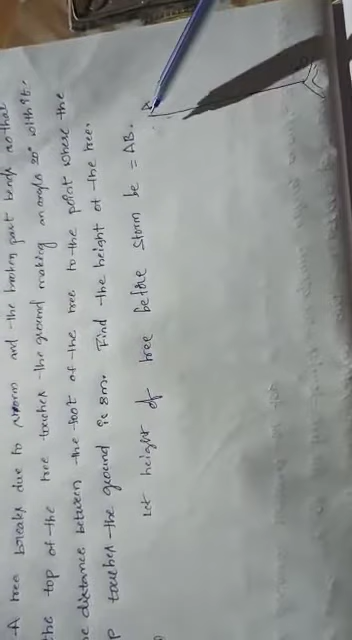 A tree breaks due to storm and the broken part bends so that
the top of the tree touches the ground making an angle 30° with it.
distance between the foot of the tree to the point where the
touches the ground is 8m. Find the height of the tree.
Let height of tree before storm be = AB.